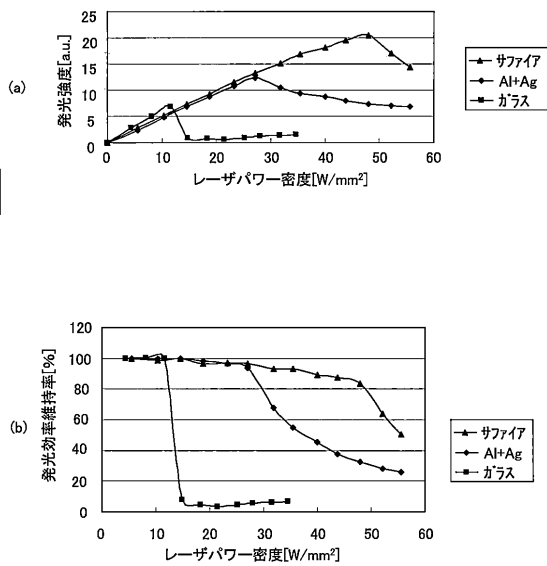 (a)
発光強度[a.u.]
25
20
15
10
5
0
0 10 20 30 40 50 60
レーザパワー密度[W/mm²]
サファイア
Al+Ag
ガラス
(b)
発光効率維持率[%]
120
100
80
60
40
20
0
0 10 20 30 40 50 60
レーザパワー密度[W/mm²]
サファイア
Al+Ag
ガラス